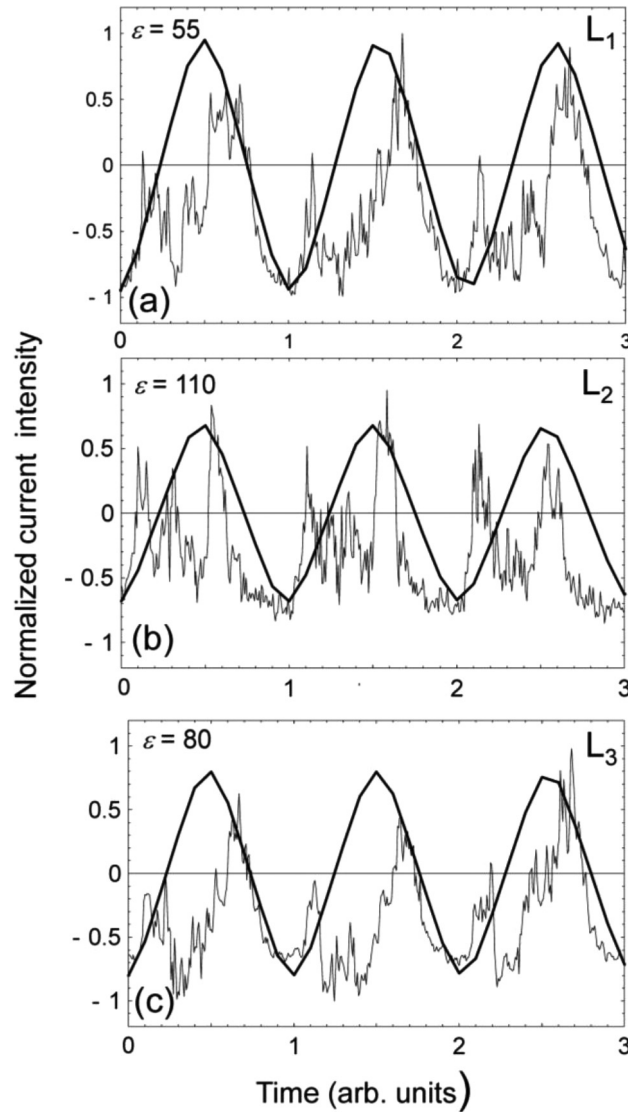 ε = 55
L1
1
0.5
0
- 0.5
- 1
(a)
0 1 2 3
ε = 110
L2
1
0.5
0
- 0.5
- 1
(b)
0 1 2 3
ε = 80
L3
1
0.5
0
- 0.5
- 1
(c)
0 1 2 3
Normalized current intensity
Time (arb. units)